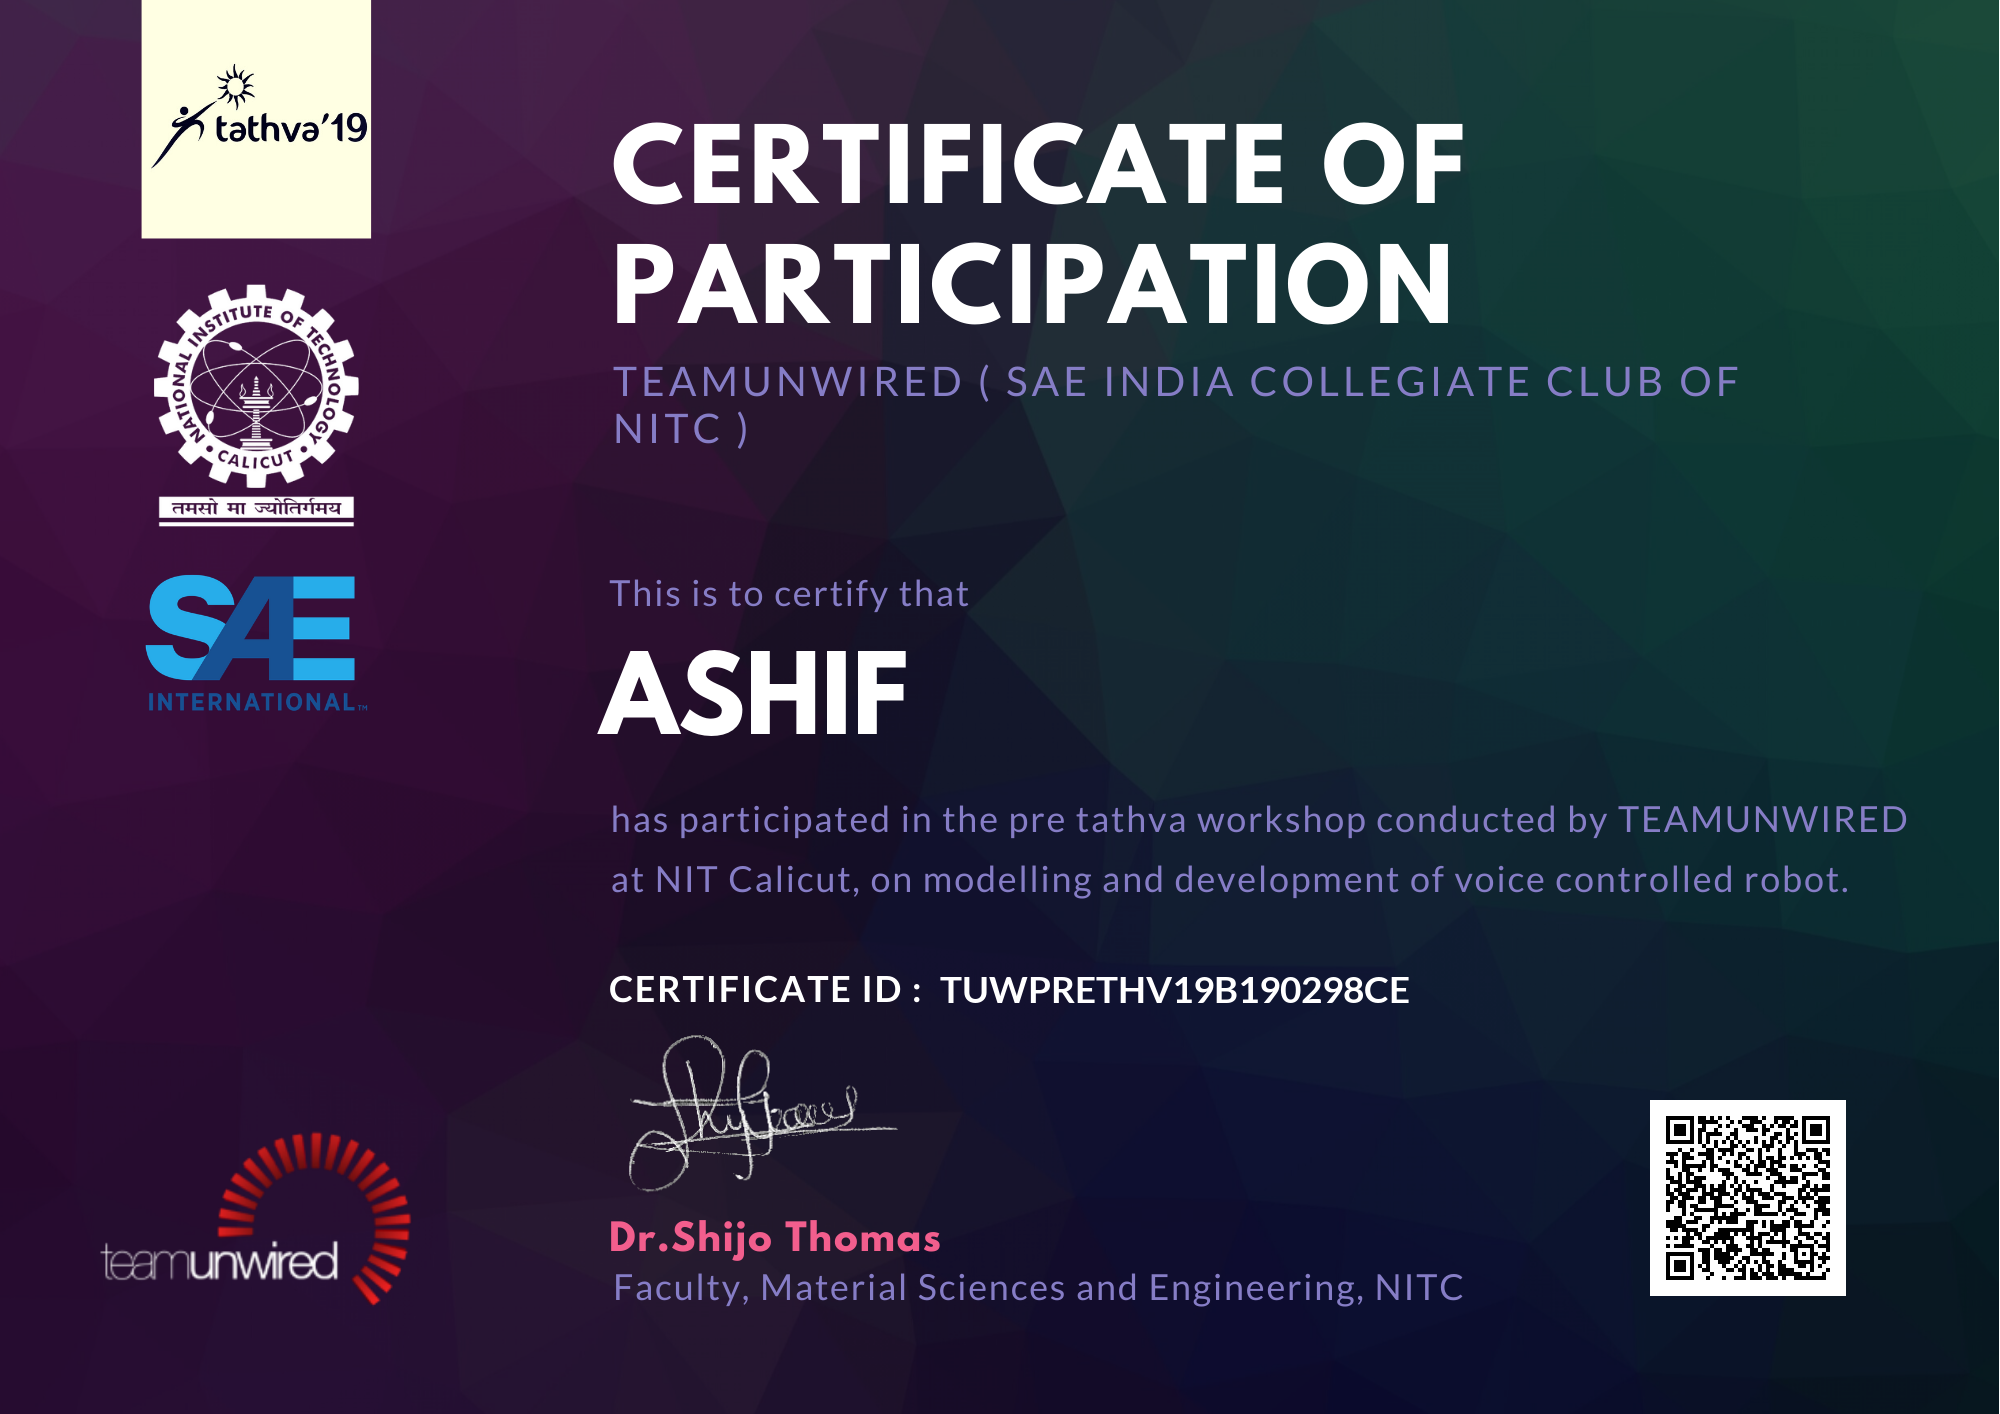 tathva'19
CERTIFICATE OF
PARTICIPATION
NATIONAL INSTITUTE OF TECHNOLOGY
• CALICUT •
तमसो मा ज्योतिर्गमय
TEAMUNWIRED ( SAE INDIA COLLEGIATE CLUB OF
NITC )
SAE
INTERNATIONAL™
This is to certify that
ASHIF
has participated in the pre tathva workshop conducted by TEAMUNWIRED
at NIT Calicut, on modelling and development of voice controlled robot.
CERTIFICATE ID : TUWPRETHV19B190298CE
teamunwired
Dr.Shijo Thomas
Faculty, Material Sciences and Engineering, NITC